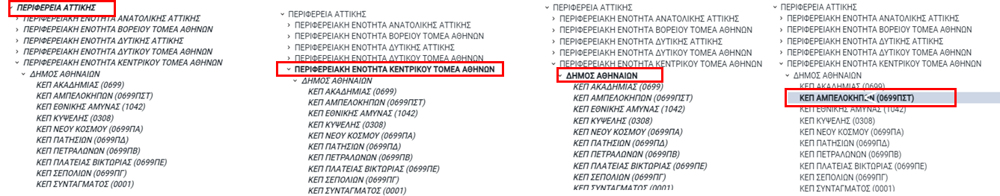 ΠΕΡΙΦΕΡΕΙΑ ΑΤΤΙΚΗΣ
ΠΕΡΙΦΕΡΕΙΑΚΗ ΕΝΟΤΗΤΑ ΑΝΑΤΟΛΙΚΗΣ ΑΤΤΙΚΗΣ
ΠΕΡΙΦΕΡΕΙΑΚΗ ΕΝΟΤΗΤΑ ΒΟΡΕΙΟΥ ΤΟΜΕΑ ΑΘΗΝΩΝ
ΠΕΡΙΦΕΡΕΙΑΚΗ ΕΝΟΤΗΤΑ ΔΥΤΙΚΗΣ ΑΤΤΙΚΗΣ
ΠΕΡΙΦΕΡΕΙΑΚΗ ΕΝΟΤΗΤΑ ΔΥΤΙΚΟΥ ΤΟΜΕΑ ΑΘΗΝΩΝ
ΠΕΡΙΦΕΡΕΙΑΚΗ ΕΝΟΤΗΤΑ ΚΕΝΤΡΙΚΟΥ ΤΟΜΕΑ ΑΘΗΝΩΝ
ΔΗΜΟΣ ΑΘΗΝΑΙΩΝ
ΚΕΠ ΑΚΑΔΗΜΙΑΣ (0699)
ΚΕΠ ΑΜΠΕΛΟΚΗΠΩΝ (0699ΠΣΤ)
ΚΕΠ ΕΘΝΙΚΗΣ ΑΜΥΝΑΣ (1042)
ΚΕΠ ΚΥΨΕΛΗΣ (0308)
ΚΕΠ ΝΕΟΥ ΚΟΣΜΟΥ (0699ΠΑ)
ΚΕΠ ΠΑΤΗΣΙΩΝ (0699ΠΔ)
ΚΕΠ ΠΕΤΡΑΛΩΝΩΝ (0699ΠΒ)
ΚΕΠ ΠΛΑΤΕΙΑΣ ΒΙΚΤΩΡΙΑΣ (0699ΠΕ)
ΚΕΠ ΣΕΠΟΛΙΩΝ (0699ΠΓ)
ΚΕΠ ΣΥΝΤΑΓΜΑΤΟΣ (0001)
ΠΕΡΙΦΕΡΕΙΑ ΑΤΤΙΚΗΣ
ΠΕΡΙΦΕΡΕΙΑΚΗ ΕΝΟΤΗΤΑ ΑΝΑΤΟΛΙΚΗΣ ΑΤΤΙΚΗΣ
ΠΕΡΙΦΕΡΕΙΑΚΗ ΕΝΟΤΗΤΑ ΒΟΡΕΙΟΥ ΤΟΜΕΑ ΑΘΗΝΩΝ
ΠΕΡΙΦΕΡΕΙΑΚΗ ΕΝΟΤΗΤΑ ΔΥΤΙΚΗΣ ΑΤΤΙΚΗΣ
ΠΕΡΙΦΕΡΕΙΑΚΗ ΕΝΟΤΗΤΑ ΔΥΤΙΚΟΥ ΤΟΜΕΑ ΑΘΗΝΩΝ
ΠΕΡΙΦΕΡΕΙΑΚΗ ΕΝΟΤΗΤΑ ΚΕΝΤΡΙΚΟΥ ΤΟΜΕΑ ΑΘΗΝΩΝ
ΔΗΜΟΣ ΑΘΗΝΑΙΩΝ
ΚΕΠ ΑΚΑΔΗΜΙΑΣ (0699)
ΚΕΠ ΑΜΠΕΛΟΚΗΠΩΝ (0699ΠΣΤ)
ΚΕΠ ΕΘΝΙΚΗΣ ΑΜΥΝΑΣ (1042)
ΚΕΠ ΚΥΨΕΛΗΣ (0308)
ΚΕΠ ΝΕΟΥ ΚΟΣΜΟΥ (0699ΠΑ)
ΚΕΠ ΠΑΤΗΣΙΩΝ (0699ΠΔ)
ΚΕΠ ΠΕΤΡΑΛΩΝΩΝ (0699ΠΒ)
ΚΕΠ ΠΛΑΤΕΙΑΣ ΒΙΚΤΩΡΙΑΣ (0699ΠΕ)
ΚΕΠ ΣΕΠΟΛΙΩΝ (0699ΠΓ)
ΚΕΠ ΣΥΝΤΑΓΜΑΤΟΣ (0001)
ΠΕΡΙΦΕΡΕΙΑ ΑΤΤΙΚΗΣ
ΠΕΡΙΦΕΡΕΙΑΚΗ ΕΝΟΤΗΤΑ ΑΝΑΤΟΛΙΚΗΣ ΑΤΤΙΚΗΣ
ΠΕΡΙΦΕΡΕΙΑΚΗ ΕΝΟΤΗΤΑ ΒΟΡΕΙΟΥ ΤΟΜΕΑ ΑΘΗΝΩΝ
ΠΕΡΙΦΕΡΕΙΑΚΗ ΕΝΟΤΗΤΑ ΔΥΤΙΚΗΣ ΑΤΤΙΚΗΣ
ΠΕΡΙΦΕΡΕΙΑΚΗ ΕΝΟΤΗΤΑ ΔΥΤΙΚΟΥ ΤΟΜΕΑ ΑΘΗΝΩΝ
ΠΕΡΙΦΕΡΕΙΑΚΗ ΕΝΟΤΗΤΑ ΚΕΝΤΡΙΚΟΥ ΤΟΜΕΑ ΑΘΗΝΩΝ
ΔΗΜΟΣ ΑΘΗΝΑΙΩΝ
ΚΕΠ ΑΚΑΔΗΜΙΑΣ (0699)
ΚΕΠ ΑΜΠΕΛΟΚΗΠΩΝ (0699ΠΣΤ)
ΚΕΠ ΕΘΝΙΚΗΣ ΑΜΥΝΑΣ (1042)
ΚΕΠ ΚΥΨΕΛΗΣ (0308)
ΚΕΠ ΝΕΟΥ ΚΟΣΜΟΥ (0699ΠΑ)
ΚΕΠ ΠΑΤΗΣΙΩΝ (0699ΠΔ)
ΚΕΠ ΠΕΤΡΑΛΩΝΩΝ (0699ΠΒ)
ΚΕΠ ΠΛΑΤΕΙΑΣ ΒΙΚΤΩΡΙΑΣ (0699ΠΕ)
ΚΕΠ ΣΕΠΟΛΙΩΝ (0699ΠΓ)
ΚΕΠ ΣΥΝΤΑΓΜΑΤΟΣ (0001)
ΠΕΡΙΦΕΡΕΙΑ ΑΤΤΙΚΗΣ
ΠΕΡΙΦΕΡΕΙΑΚΗ ΕΝΟΤΗΤΑ ΑΝΑΤΟΛΙΚΗΣ ΑΤΤΙΚΗΣ
ΠΕΡΙΦΕΡΕΙΑΚΗ ΕΝΟΤΗΤΑ ΒΟΡΕΙΟΥ ΤΟΜΕΑ ΑΘΗΝΩΝ
ΠΕΡΙΦΕΡΕΙΑΚΗ ΕΝΟΤΗΤΑ ΔΥΤΙΚΗΣ ΑΤΤΙΚΗΣ
ΠΕΡΙΦΕΡΕΙΑΚΗ ΕΝΟΤΗΤΑ ΔΥΤΙΚΟΥ ΤΟΜΕΑ ΑΘΗΝΩΝ
ΠΕΡΙΦΕΡΕΙΑΚΗ ΕΝΟΤΗΤΑ ΚΕΝΤΡΙΚΟΥ ΤΟΜΕΑ ΑΘΗΝΩΝ
ΔΗΜΟΣ ΑΘΗΝΑΙΩΝ
ΚΕΠ ΑΚΑΔΗΜΙΑΣ (0699)
ΚΕΠ ΑΜΠΕΛΟΚΗΠΩΝ (0699ΠΣΤ)
ΚΕΠ ΕΘΝΙΚΗΣ ΑΜΥΝΑΣ (1042)
ΚΕΠ ΚΥΨΕΛΗΣ (0308)
ΚΕΠ ΝΕΟΥ ΚΟΣΜΟΥ (0699ΠΑ)
ΚΕΠ ΠΑΤΗΣΙΩΝ (0699ΠΔ)
ΚΕΠ ΠΕΤΡΑΛΩΝΩΝ (0699ΠΒ)
ΚΕΠ ΠΛΑΤΕΙΑΣ ΒΙΚΤΩΡΙΑΣ (0699ΠΕ)
ΚΕΠ ΣΕΠΟΛΙΩΝ (0699ΠΓ)
ΚΕΠ ΣΥΝΤΑΓΜΑΤΟΣ (0001)